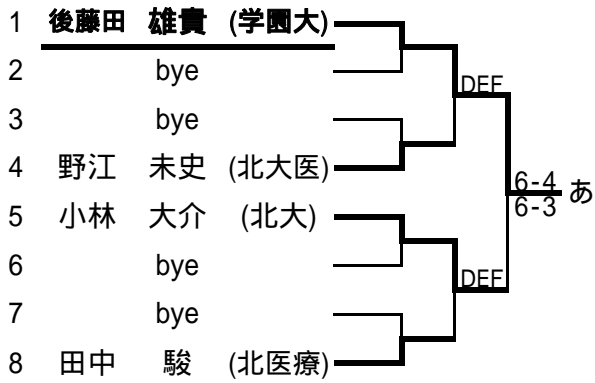 1 後藤田 雄貴 (学園大)
2 bye
DEF
3 bye
4 野江 未史 (北大医)
6-4
6-3
あ
5 小林 大介 (北大)
6 bye
DEF
7 bye
8 田中 駿 (北医療)